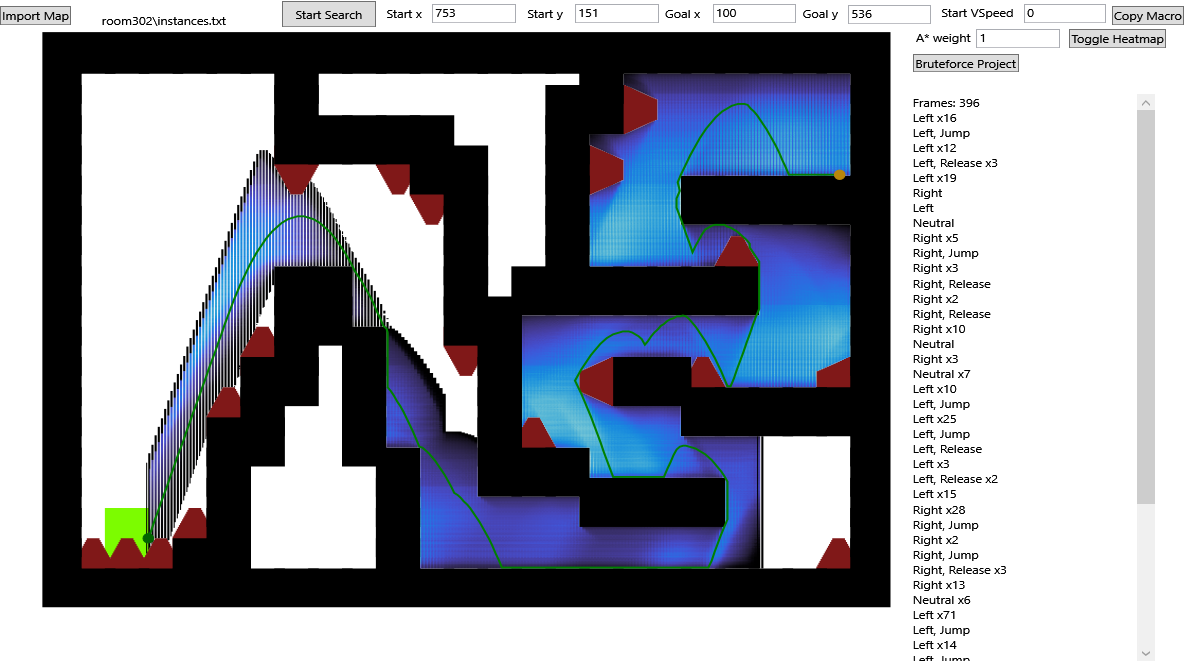 Import Map
room302\instances.txt
Start Search
Start x 753
Start y 151
Goal x 100
Goal y 536
Start VSpeed 0
Copy Macro
A* weight 1
Toggle Heatmap
Bruteforce Project
Frames: 396
Left x16
Left, Jump
Left x12
Left, Release x3
Left x19
Right
Left
Neutral
Right x5
Right, Jump
Right x3
Right, Release
Right x2
Right, Release
Right x10
Neutral
Right x3
Neutral x7
Left x10
Left, Jump
Left x25
Left, Jump
Left, Release
Left x3
Left, Release x2
Left x15
Right x28
Right, Jump
Right x2
Right, Jump
Right, Release x3
Right x13
Neutral x6
Left x71
Left, Jump
Left x14
Left, Jump